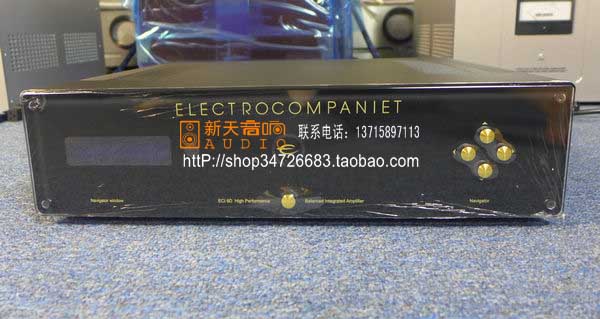 ELECTROCOMPANIET
新天音响
AUDIO
联系电话：13715897113
httP://shop34726683.taobao.com
Navigator window
ECI 6D High Performance
Balanced Integrated Amplifier
Navigator